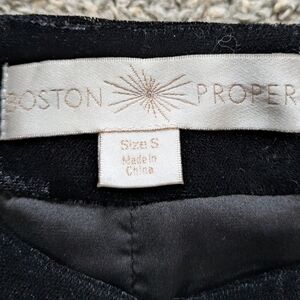 BOSTON PROPER
Size S
Made in
China